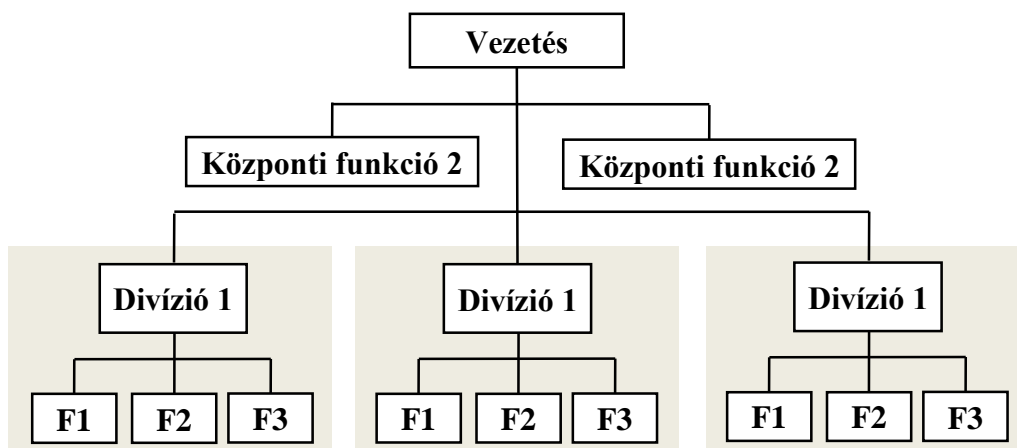 Vezetés
Központi funkció 2
Központi funkció 2
Divízió 1
Divízió 1
Divízió 1
F1
F2
F3
F1
F2
F3
F1
F2
F3